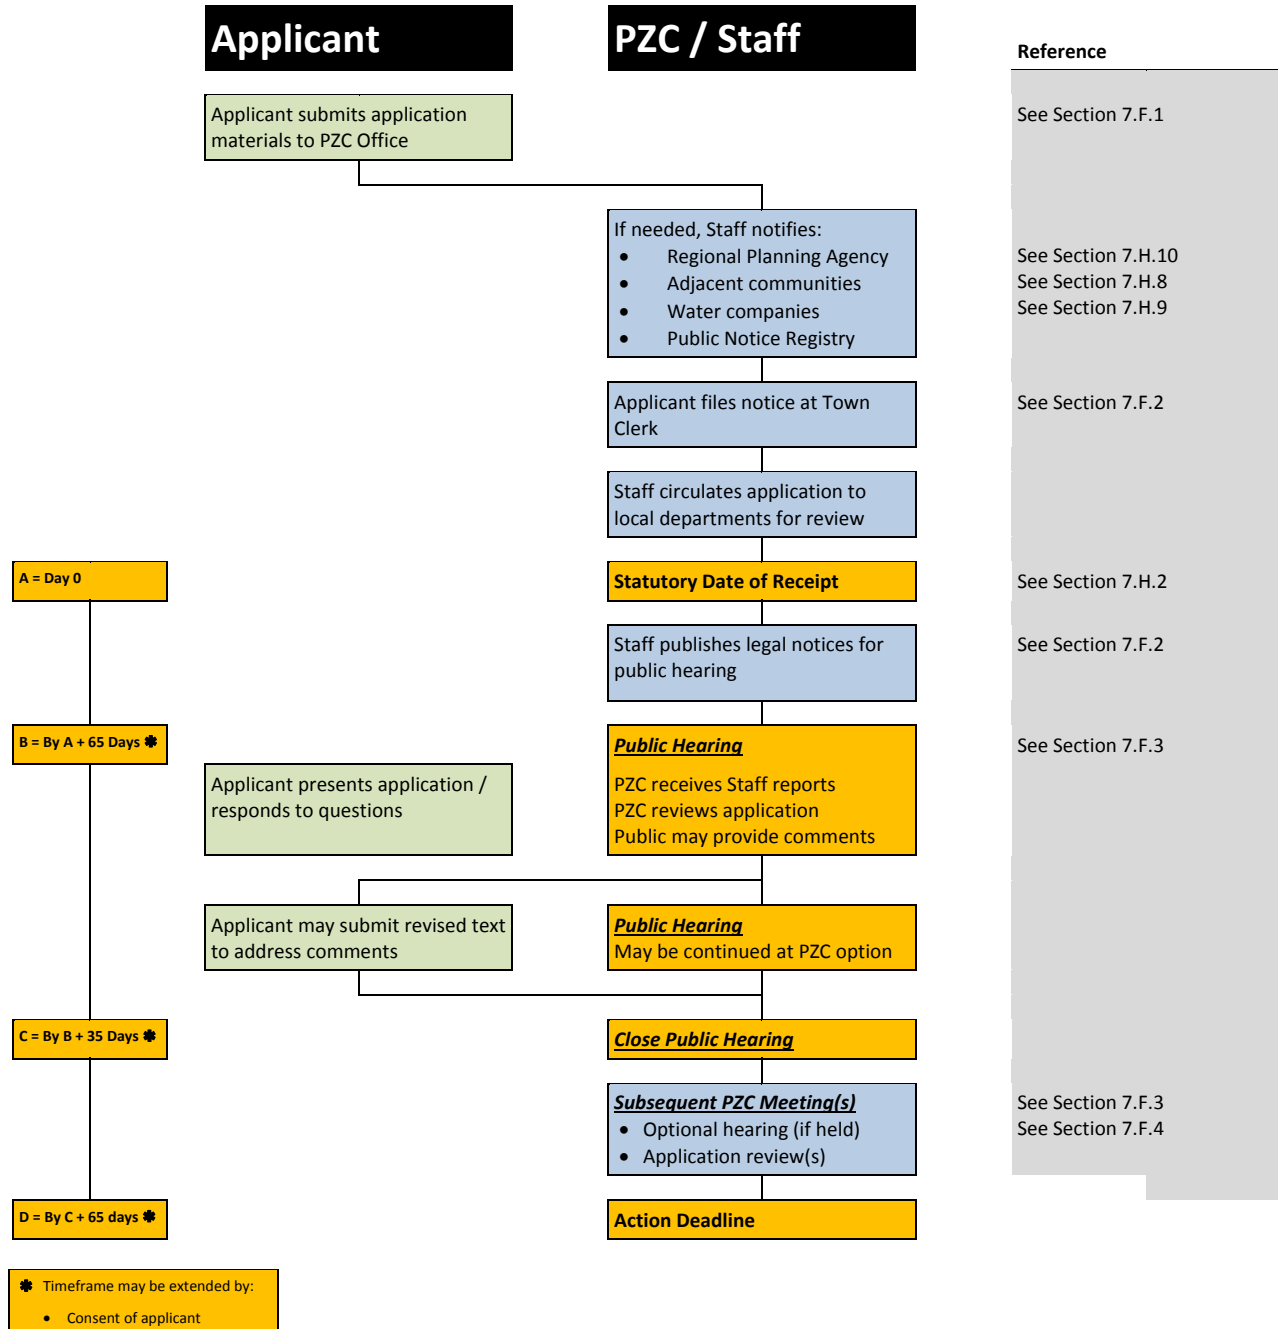 Applicant
PZC / Staff
Reference
Applicant submits application
materials to PZC Office
See Section 7.F.1
If needed, Staff notifies:
• Regional Planning Agency
See Section 7.H.10
• Adjacent communities
See Section 7.H.8
• Water companies
See Section 7.H.9
• Public Notice Registry
Applicant files notice at Town
Clerk
See Section 7.F.2
Staff circulates application to
local departments for review
A = Day 0
Statutory Date of Receipt
See Section 7.H.2
Staff publishes legal notices for
public hearing
See Section 7.F.2
B = By A + 65 Days ✽
Public Hearing
See Section 7.F.3
Applicant presents application /
responds to questions
PZC receives Staff reports
PZC reviews application
Public may provide comments
Applicant may submit revised text
to address comments
Public Hearing
May be continued at PZC option
C = By B + 35 Days ✽
Close Public Hearing
Subsequent PZC Meeting(s)
See Section 7.F.3
• Optional hearing (if held)
See Section 7.F.4
• Application review(s)
D = By C + 65 days ✽
Action Deadline
✽ Timeframe may be extended by:
• Consent of applicant